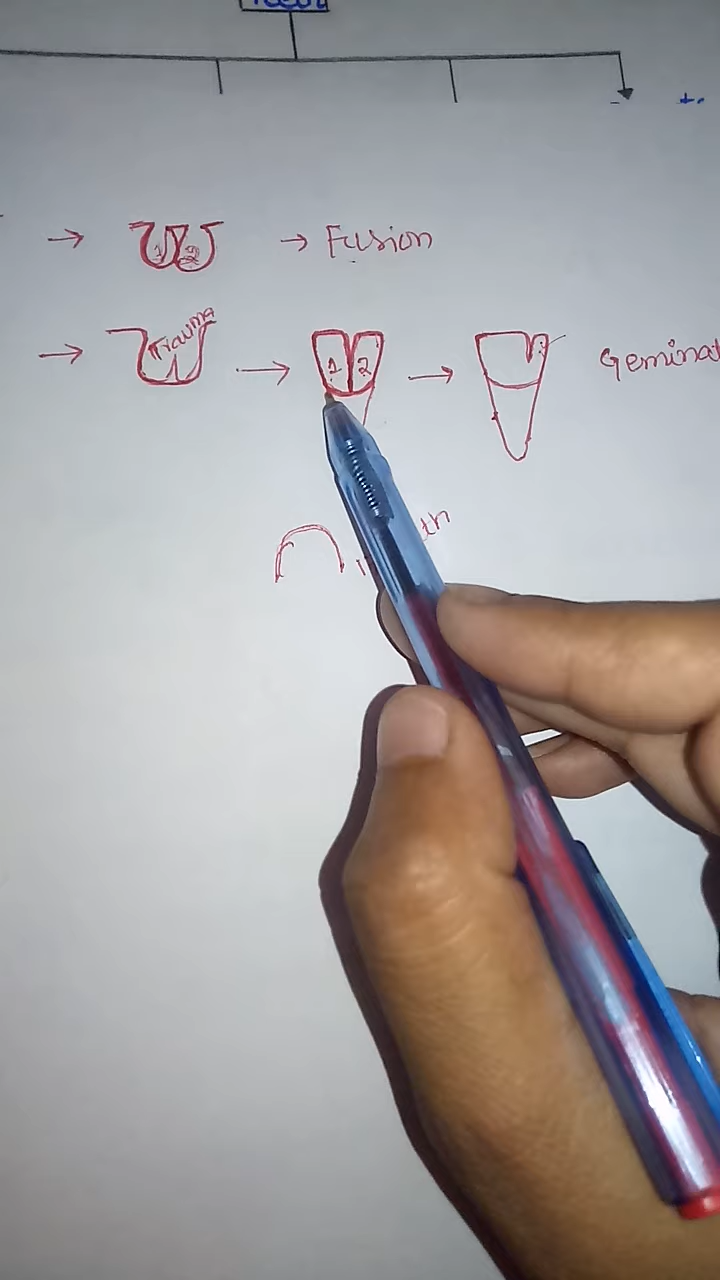 → 1 2 → Fusion
→ Trauma → 1 2 → Geminat